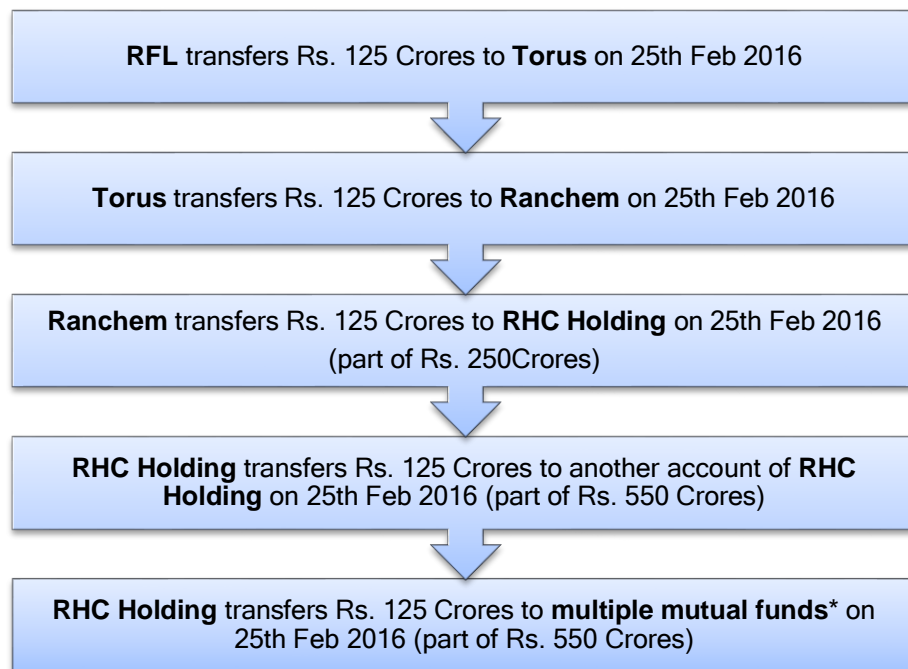 RFL transfers Rs. 125 Crores to Torus on 25th Feb 2016
Torus transfers Rs. 125 Crores to Ranchem on 25th Feb 2016
Ranchem transfers Rs. 125 Crores to RHC Holding on 25th Feb 2016
(part of Rs. 250Crores)
RHC Holding transfers Rs. 125 Crores to another account of RHC
Holding on 25th Feb 2016 (part of Rs. 550 Crores)
RHC Holding transfers Rs. 125 Crores to multiple mutual funds* on
25th Feb 2016 (part of Rs. 550 Crores)